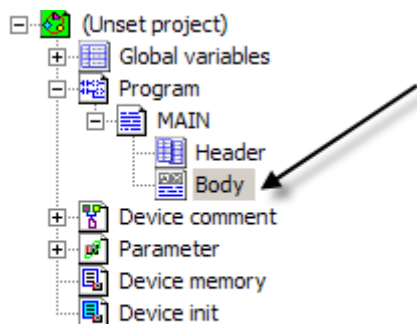 (Unset project)
Global variables
Program
MAIN
Header
Body
Device comment
Parameter
Device memory
Device init